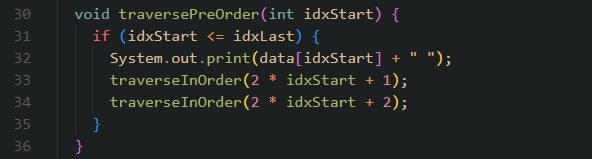 30 void traversePreOrder(int idxStart) {
31 if (idxStart <= idxLast) {
32 System.out.print(data[idxStart] + " ");
33 traverseInOrder(2 * idxStart + 1);
34 traverseInOrder(2 * idxStart + 2);
35 }
36 }